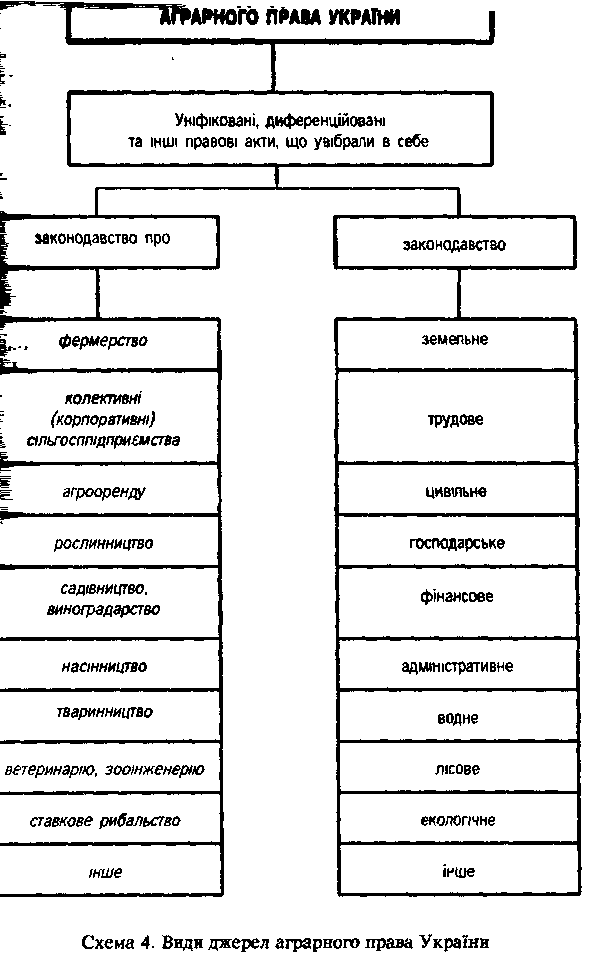 АГРАРНОГО ПРАВА УКРАЇНИ
Уніфіковані, диференційовані
та інші правові акти, що увібрали в себе
законодавство про
фермерство
колективні
(корпоративні)
сільгосппідприємства
агрооренду
рослинництво
садівництво,
виноградарство
насінництво
тваринництво
ветеринарію, зооінженерію
ставкове рибальство
інше
законодавство
земельне
трудове
цивільне
господарське
фінансове
адміністративне
водне
лісове
екологічне
інше
Схема 4. Види джерел аграрного права України